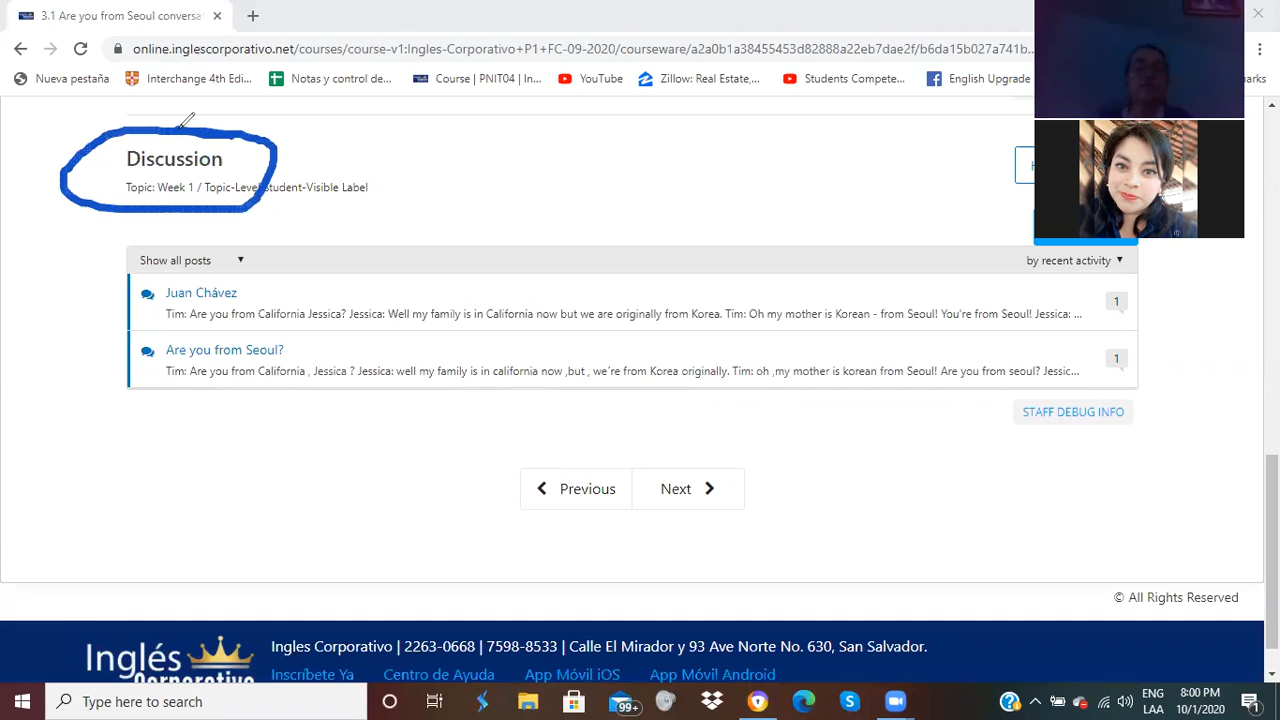 3.1 Are you from Seoul conversa
online.inglescorporativo.net/courses/course-v1:Ingles-Corporativo+P1+FC-09-2020/courseware/a2a0b1a38455453d82888a22eb7dae2f/b6da15b027a741b...
Nueva pestaña Interchange 4th Edi... Notas y control de... Course | PNIT04 | In... YouTube Zillow: Real Estate,... Students Compete... English Upgrade
Discussion
Topic: Week 1 / Topic-Level Student-Visible Label
Show all posts by recent activity
Juan Chávez
Tim: Are you from California Jessica? Jessica: Well my family is in California now but we are originally from Korea. Tim: Oh my mother is Korean - from Seoul! You're from Seoul! Jessica: ...
1
Are you from Seoul?
Tim: Are you from California , Jessica ? Jessica: well my family is in california now ,but , we´re from Korea originally. Tim: oh ,my mother is korean from Seoul! Are you from seoul? Jessic...
1
STAFF DEBUG INFO
Previous Next
© All Rights Reserved
Inglés Corporativo
Ingles Corporativo | 2263-0668 | 7598-8533 | Calle El Mirador y 93 Ave Norte No. 630, San Salvador.
Inscríbete Ya Centro de Ayuda App Móvil iOS App Móvil Android
Type here to search
99+
ENG 8:00 PM
LAA 10/1/2020
1